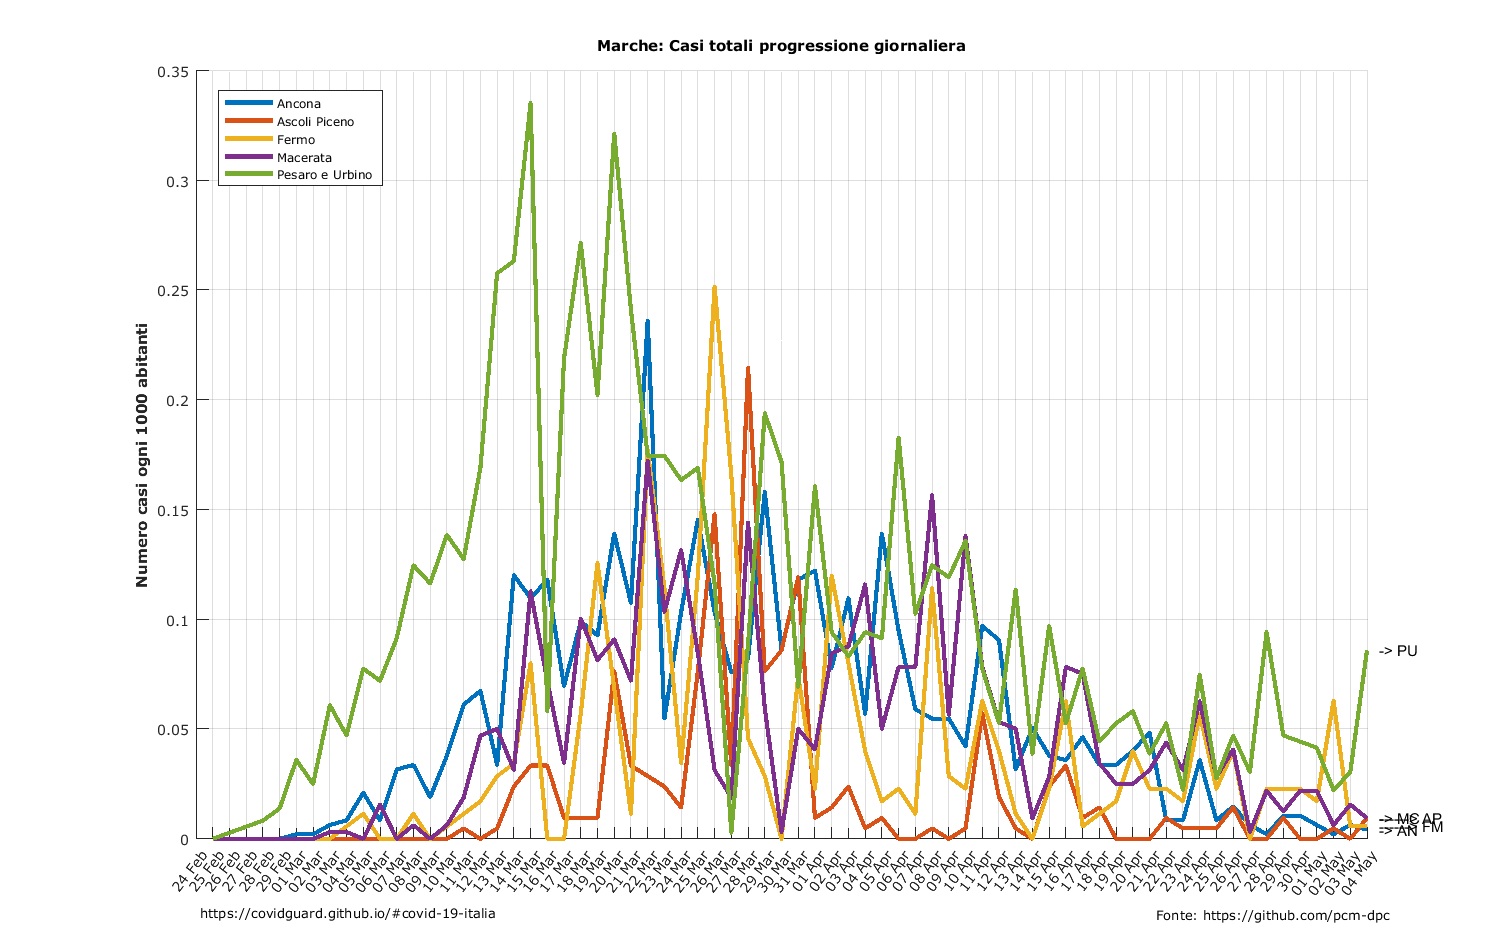 Marche: Casi totali progressione giornaliera
0.35
0.3
0.25
0.2
0.15
0.1
0.05
0
Numero casi ogni 1000 abitanti
Ancona
Ascoli Piceno
Fermo
Macerata
Pesaro e Urbino
-> PU
-> MC
-> AP
-> FM
-> AN
24 Feb
25 Feb
26 Feb
27 Feb
28 Feb
29 Feb
01 Mar
02 Mar
03 Mar
04 Mar
05 Mar
06 Mar
07 Mar
08 Mar
09 Mar
10 Mar
11 Mar
12 Mar
13 Mar
14 Mar
15 Mar
16 Mar
17 Mar
18 Mar
19 Mar
20 Mar
21 Mar
22 Mar
23 Mar
24 Mar
25 Mar
26 Mar
27 Mar
28 Mar
29 Mar
30 Mar
31 Mar
01 Apr
02 Apr
03 Apr
04 Apr
05 Apr
06 Apr
07 Apr
08 Apr
09 Apr
10 Apr
11 Apr
12 Apr
13 Apr
14 Apr
15 Apr
16 Apr
17 Apr
18 Apr
19 Apr
20 Apr
21 Apr
22 Apr
23 Apr
24 Apr
25 Apr
26 Apr
27 Apr
28 Apr
29 Apr
30 Apr
01 May
02 May
03 May
04 May
https://covidguard.github.io/#covid-19-italia
Fonte: https://github.com/pcm-dpc